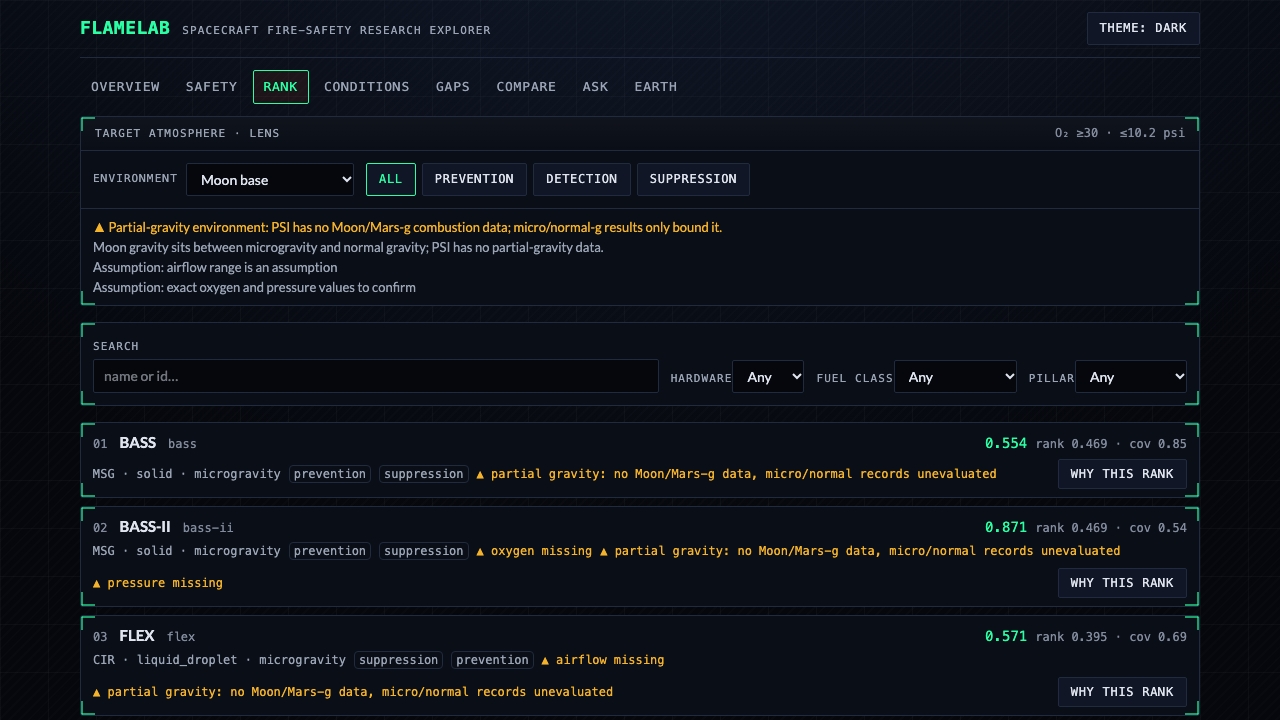 FLAMELAB SPACECRAFT FIRE-SAFETY RESEARCH EXPLORER THEME: DARK
OVERVIEW SAFETY RANK CONDITIONS GAPS COMPARE ASK EARTH
TARGET ATMOSPHERE · LENS O₂ ≥30 · ≤10.2 psi
ENVIRONMENT Moon base ALL PREVENTION DETECTION SUPPRESSION
▲ Partial-gravity environment: PSI has no Moon/Mars-g combustion data; micro/normal-g results only bound it.
Moon gravity sits between microgravity and normal gravity; PSI has no partial-gravity data.
Assumption: airflow range is an assumption
Assumption: exact oxygen and pressure values to confirm
SEARCH
name or id... HARDWARE Any FUEL CLASS Any PILLAR Any
01 BASS bass 0.554 rank 0.469 · cov 0.85
MSG · solid · microgravity prevention suppression ▲ partial gravity: no Moon/Mars-g data, micro/normal records unevaluated WHY THIS RANK
02 BASS-II bass-ii 0.871 rank 0.469 · cov 0.54
MSG · solid · microgravity prevention suppression ▲ oxygen missing ▲ partial gravity: no Moon/Mars-g data, micro/normal records unevaluated
▲ pressure missing WHY THIS RANK
03 FLEX flex 0.571 rank 0.395 · cov 0.69
CIR · liquid_droplet · microgravity suppression prevention ▲ airflow missing
▲ partial gravity: no Moon/Mars-g data, micro/normal records unevaluated WHY THIS RANK